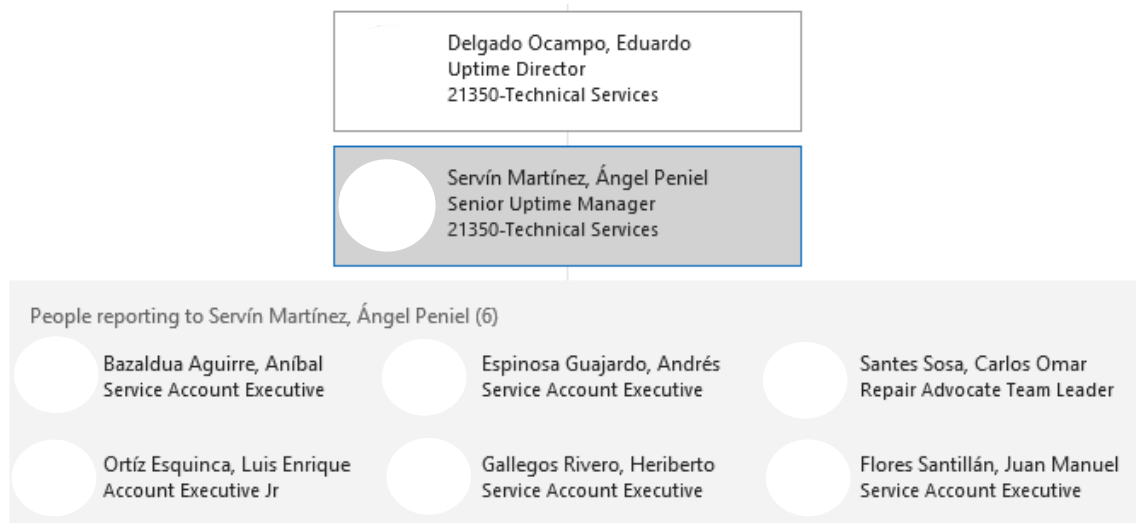 Delgado Ocampo, Eduardo
Uptime Director
21350-Technical Services
Servín Martínez, Ángel Peniel
Senior Uptime Manager
21350-Technical Services
People reporting to Servín Martínez, Ángel Peniel (6)
Bazaldua Aguirre, Aníbal
Service Account Executive
Espinosa Guajardo, Andrés
Service Account Executive
Santes Sosa, Carlos Omar
Repair Advocate Team Leader
Ortíz Esquinca, Luis Enrique
Account Executive Jr
Gallegos Rivero, Heriberto
Service Account Executive
Flores Santillán, Juan Manuel
Service Account Executive